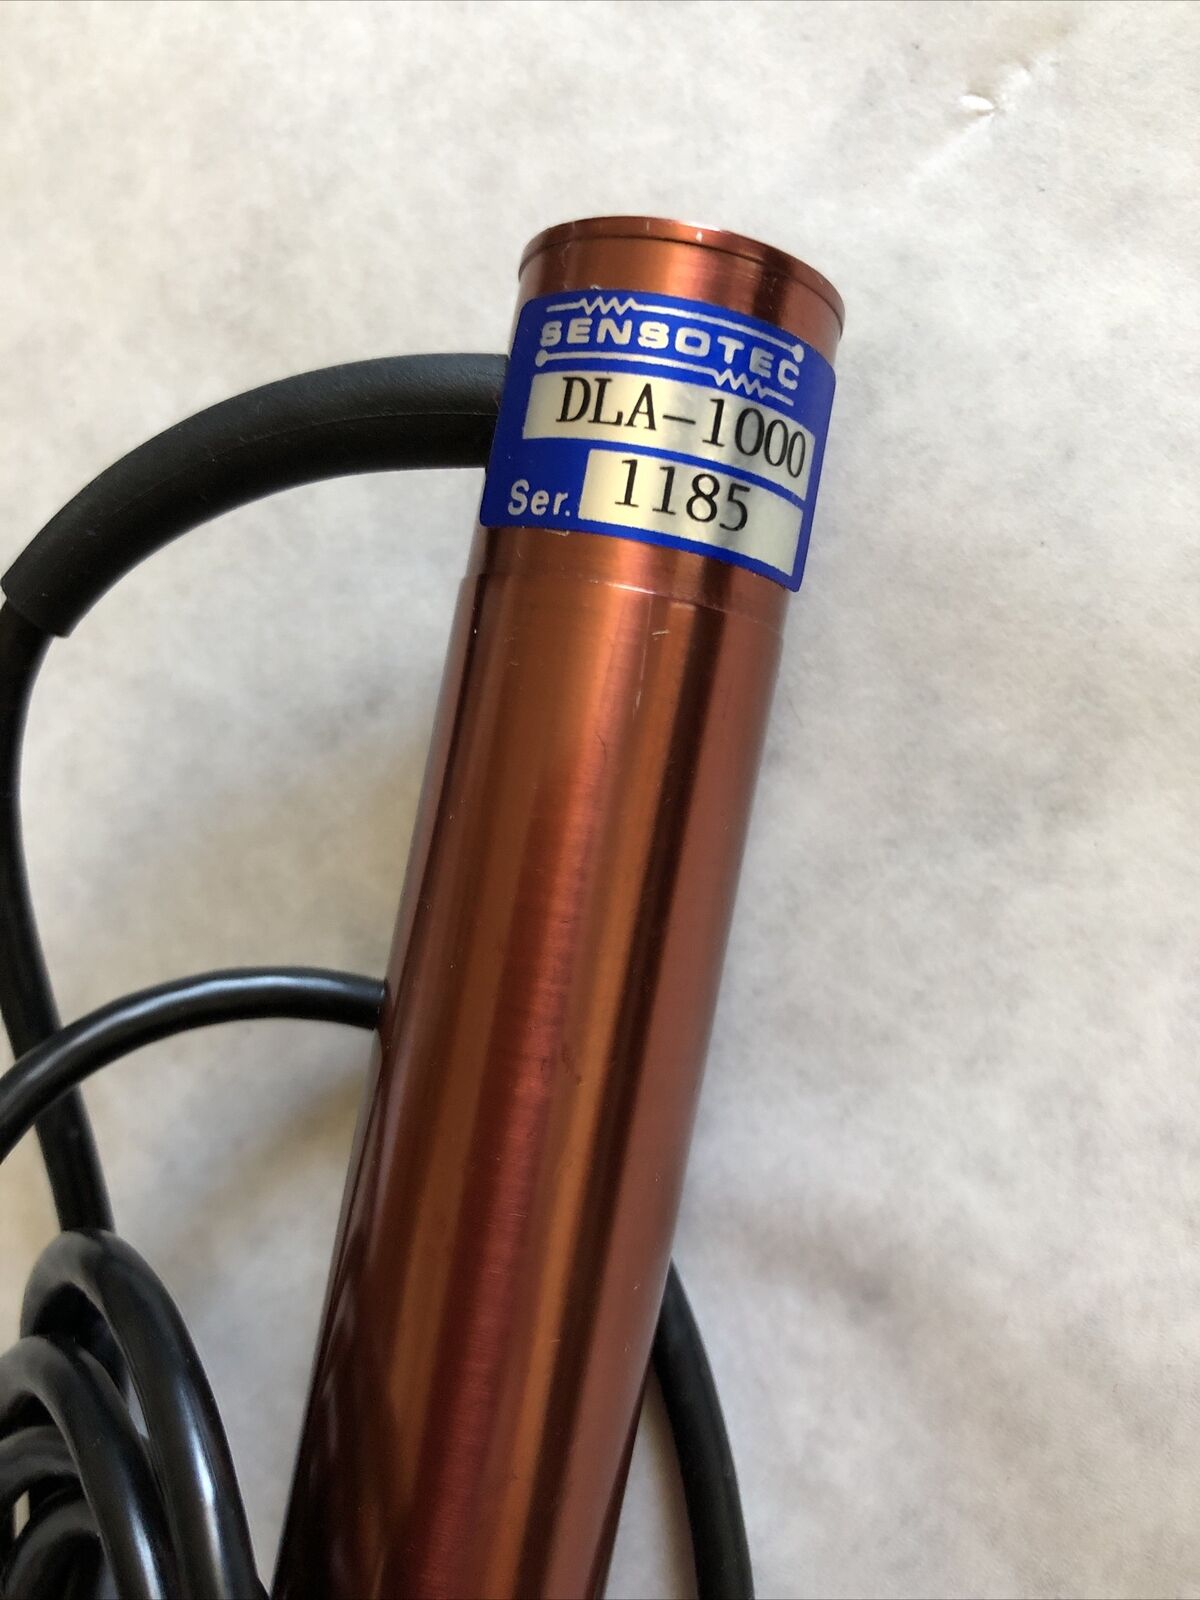 SENSOTEC
DLA-1000
Ser. 1185